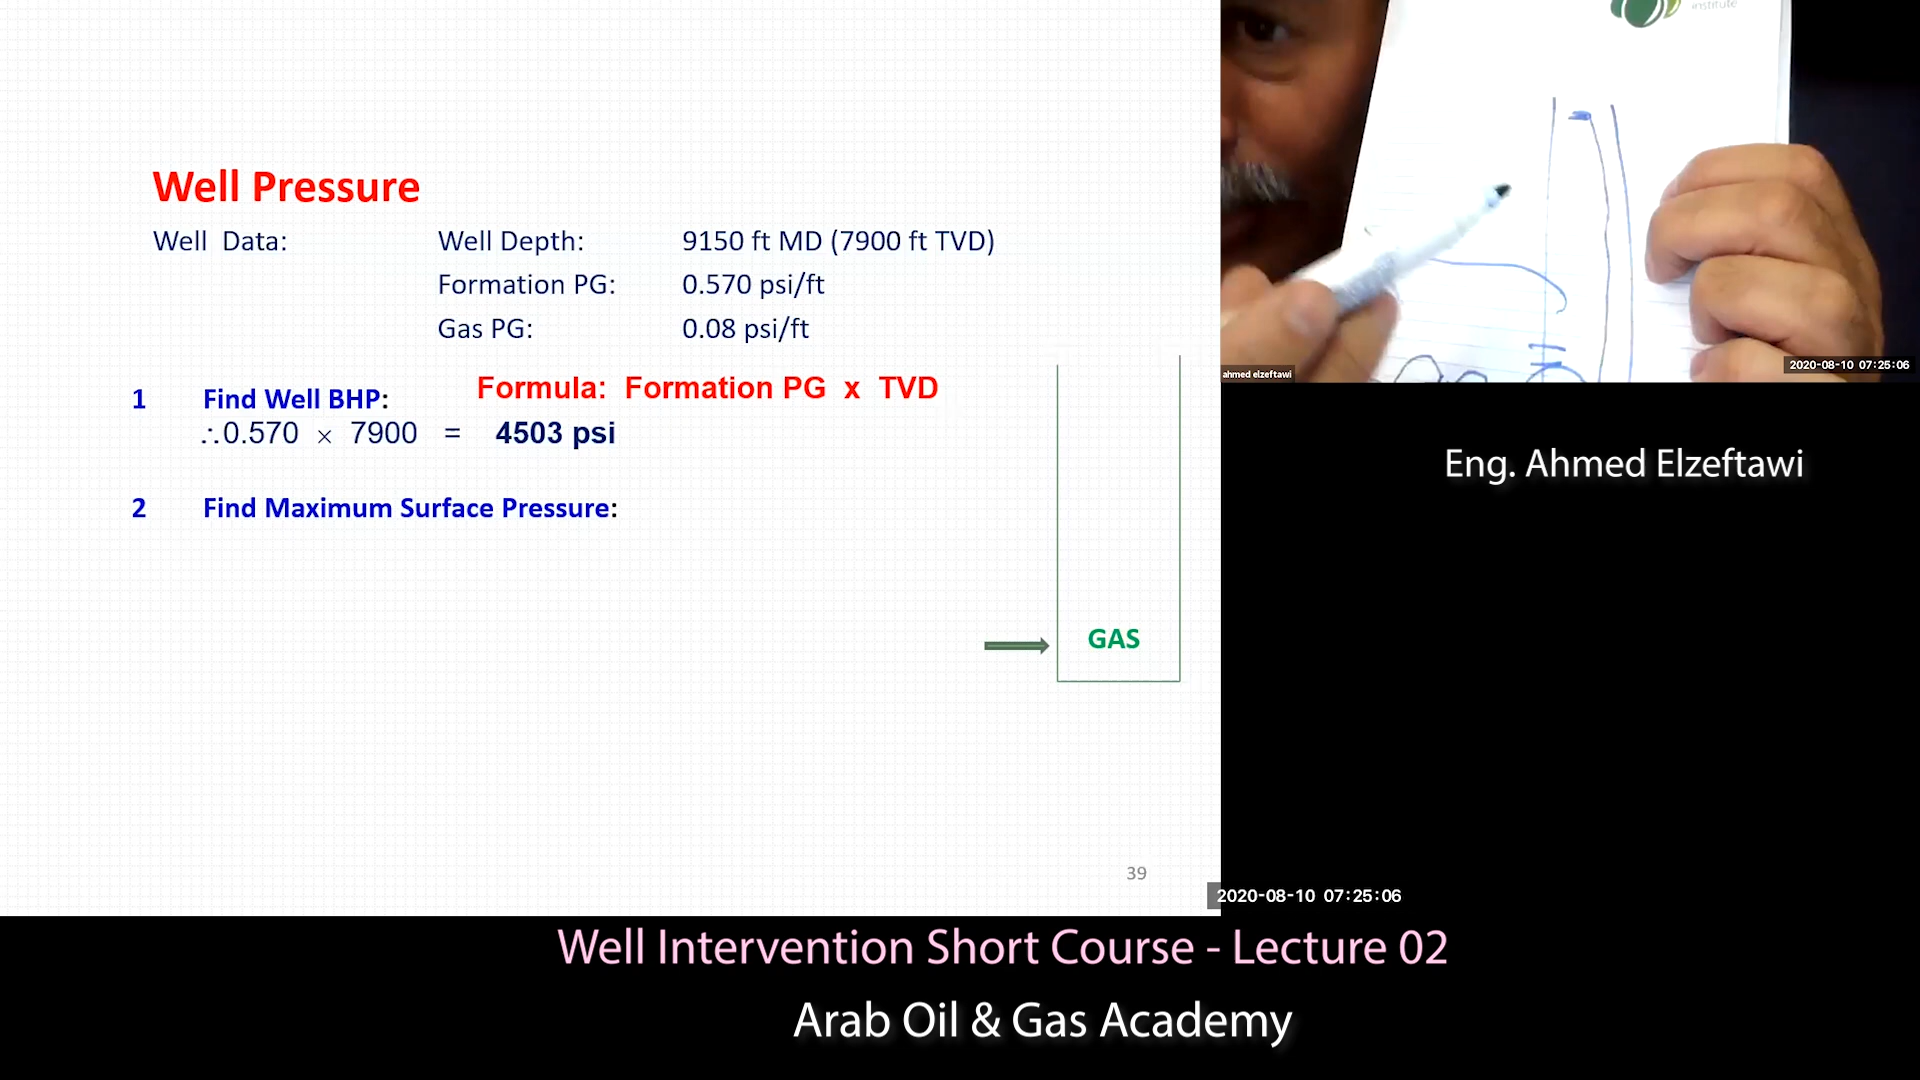 Well Pressure
Well Data: Well Depth: 9150 ft MD (7900 ft TVD)
Formation PG: 0.570 psi/ft
Gas PG: 0.08 psi/ft
1 Find Well BHP: Formula: Formation PG x TVD
∴0.570 × 7900 = 4503 psi
2 Find Maximum Surface Pressure:
GAS
39
institute
ahmed elzeftawi
2020-08-10 07:25:06
Eng. Ahmed Elzeftawi
2020-08-10 07:25:06
Well Intervention Short Course - Lecture 02
Arab Oil & Gas Academy